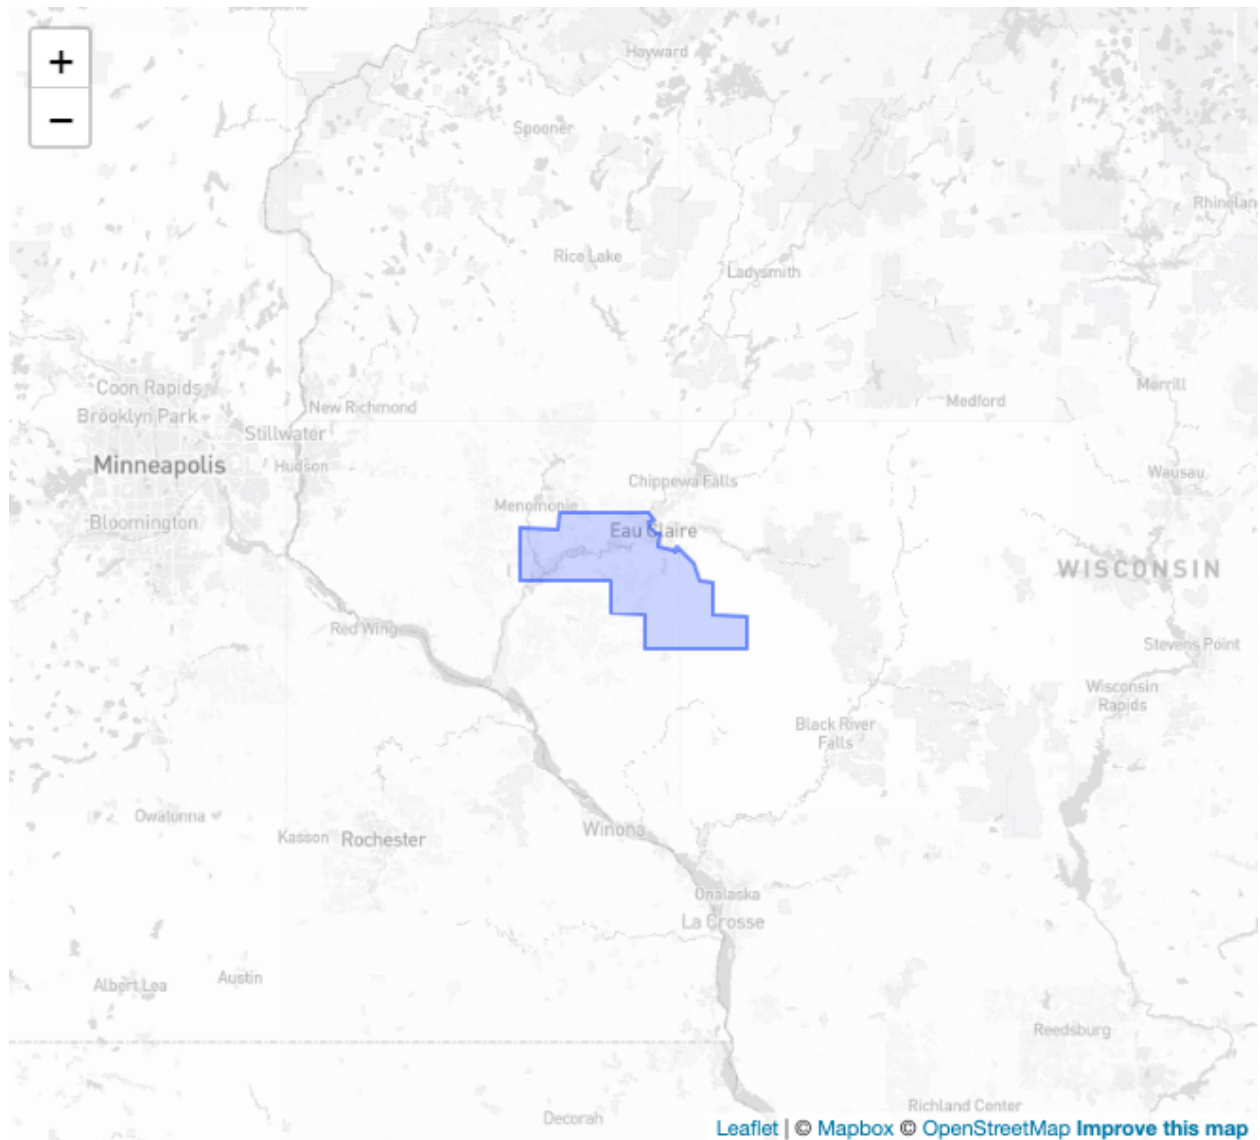 +
−
Hayward
Spooner
Rice Lake
Ladysmith
Rhinelan
Coon Rapids
Brooklyn Park
New Richmond
Stillwater
Medford
Merrill
Minneapolis
Hudson
Wausau
Chippewa Falls
Menomonie
Bloomington
Eau Claire
WISCONSIN
Red Wing
Stevens Point
Wisconsin
Rapids
Black River
Falls
Owatonna
Kasson
Rochester
Winona
Onalaska
La Crosse
Austin
Albert Lea
Reedsburg
Richland Center
Decorah
Leaflet | © Mapbox © OpenStreetMap Improve this map